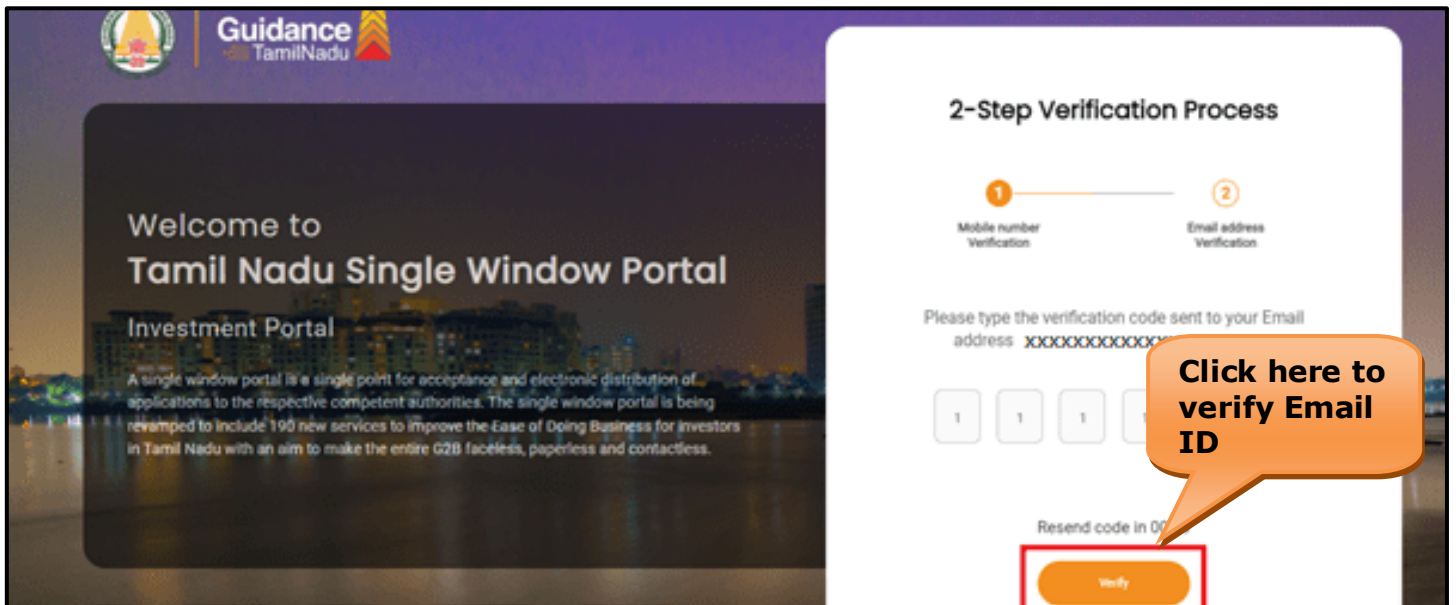 Guidance
TamilNadu
Welcome to
Tamil Nadu Single Window Portal
Investment Portal
A single window portal is a single point for acceptance and electronic distribution of
applications to the respective competent authorities. The single window portal is being
revamped to include 190 new services to improve the Ease of Doing Business for investors
in Tamil Nadu with an aim to make the entire G2B faceless, paperless and contactless.
2-Step Verification Process
1
2
Mobile number
Verification
Email address
Verification
Please type the verification code sent to your Email
address XXXXXXXXXXXX
1 1 1 1
Click here to
verify Email
ID
Resend code in
Verify